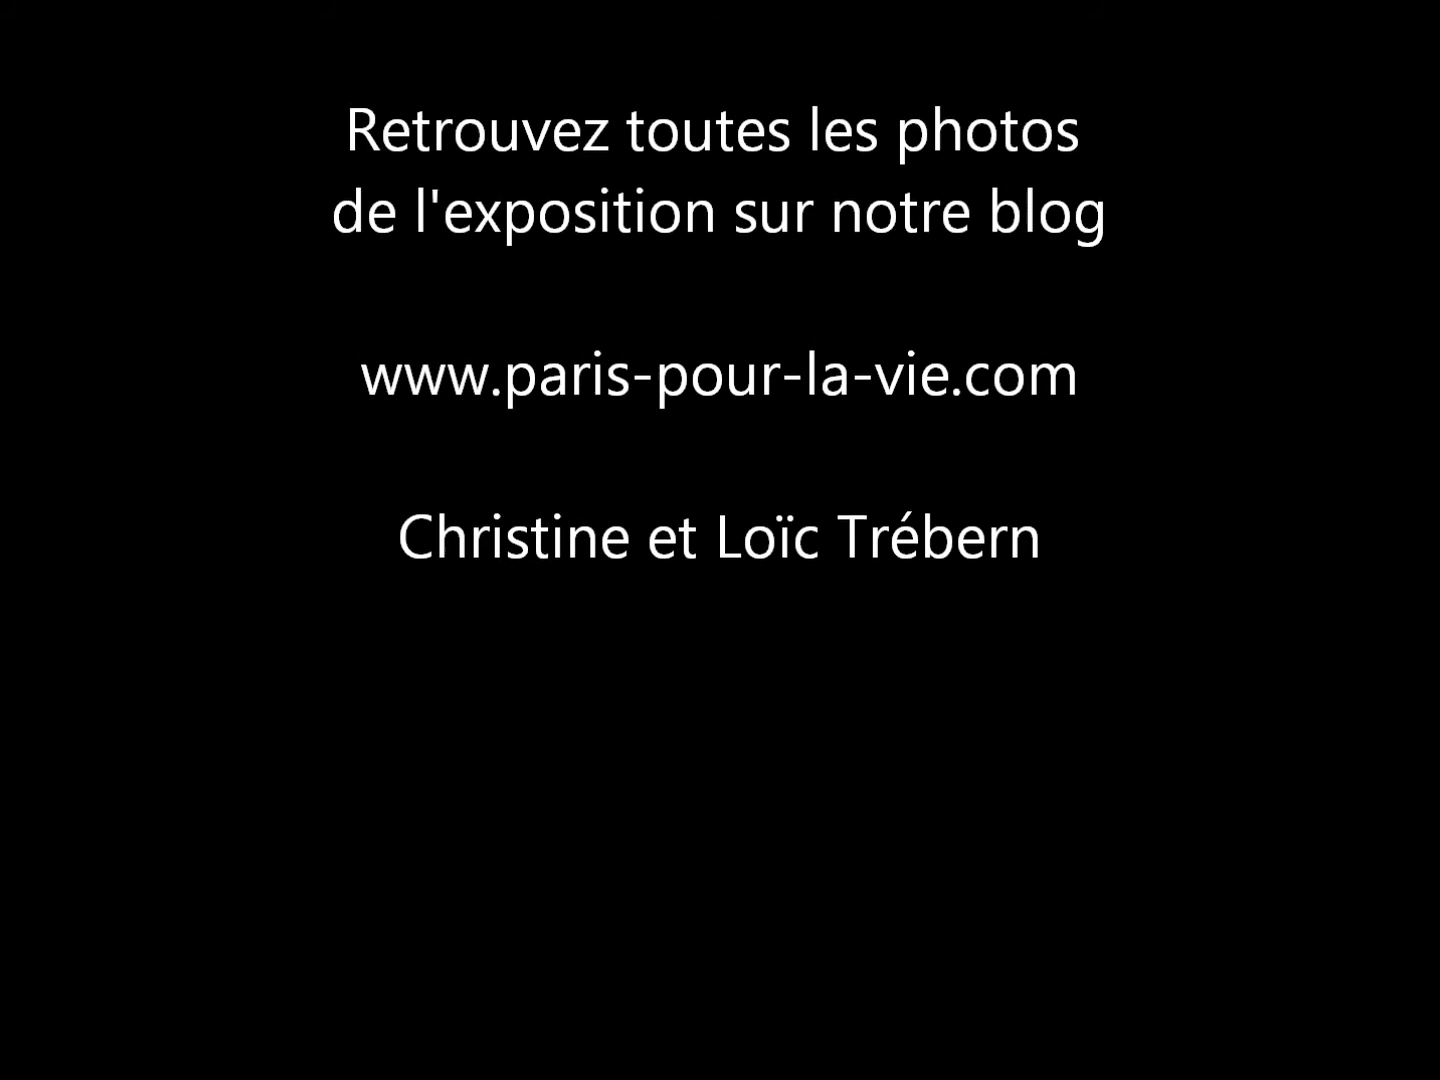 Retrouvez toutes les photos
de l'exposition sur notre blog
www.paris-pour-la-vie.com
Christine et Loïc Trébern